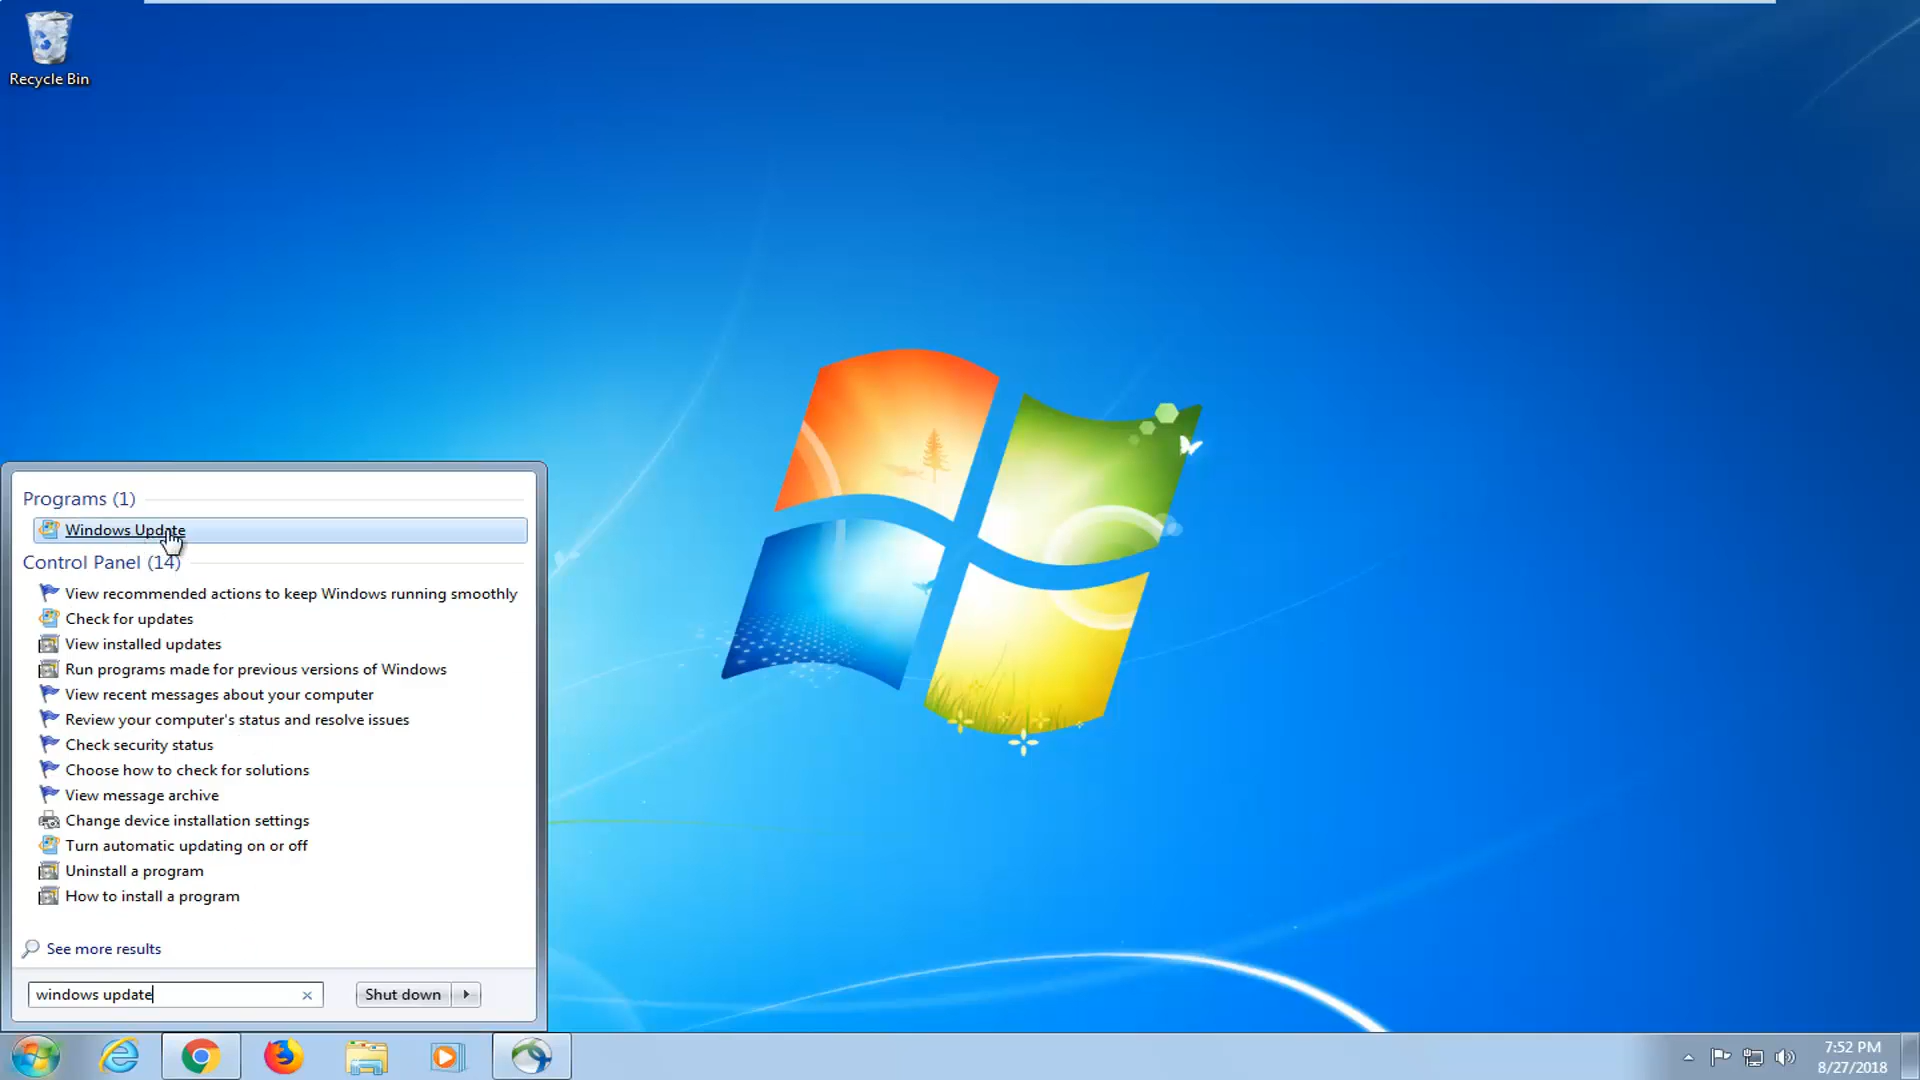 Recycle Bin
Programs (1)
Windows Update
Control Panel (14)
View recommended actions to keep Windows running smoothly
Check for updates
View installed updates
Run programs made for previous versions of Windows
View recent messages about your computer
Review your computer's status and resolve issues
Check security status
Choose how to check for solutions
View message archive
Change device installation settings
Turn automatic updating on or off
Uninstall a program
How to install a program
See more results
windows update
Shut down
7:52 PM
8/27/2018